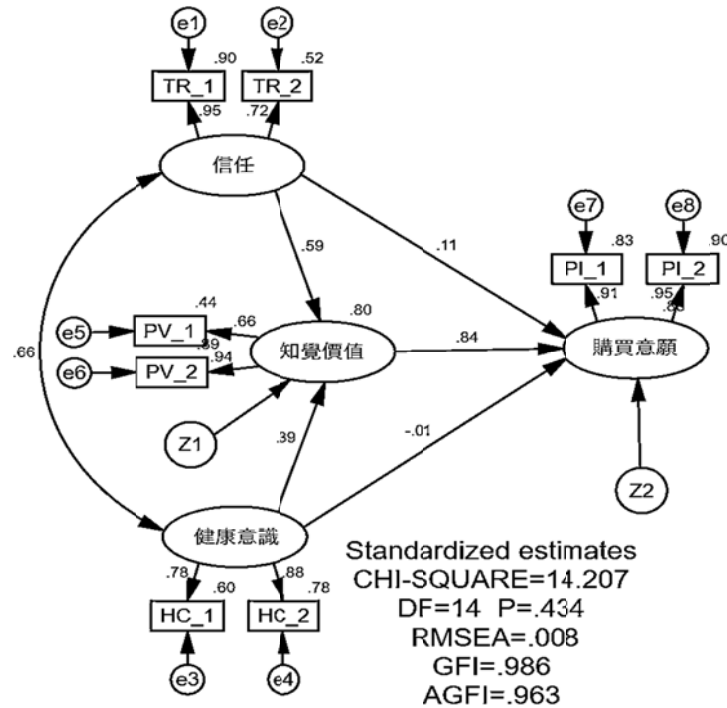 e1
e2
.90
.52
TR_1
TR_2
.95
.72
信任
e7
e8
.59
.11
.83
.90
PI_1
PI_2
.91
.95
.44
.80
e5
PV_1
.66
.66
知覺價值
.84
購買意願
.89
e6
PV_2
.94
Z1
.39
-.01
Z2
健康意識
.78
.60
.88
.78
HC_1
HC_2
e3
e4
Standardized estimates
CHI-SQUARE=14.207
DF=14 P=.434
RMSEA=.008
GFI=.986
AGFI=.963